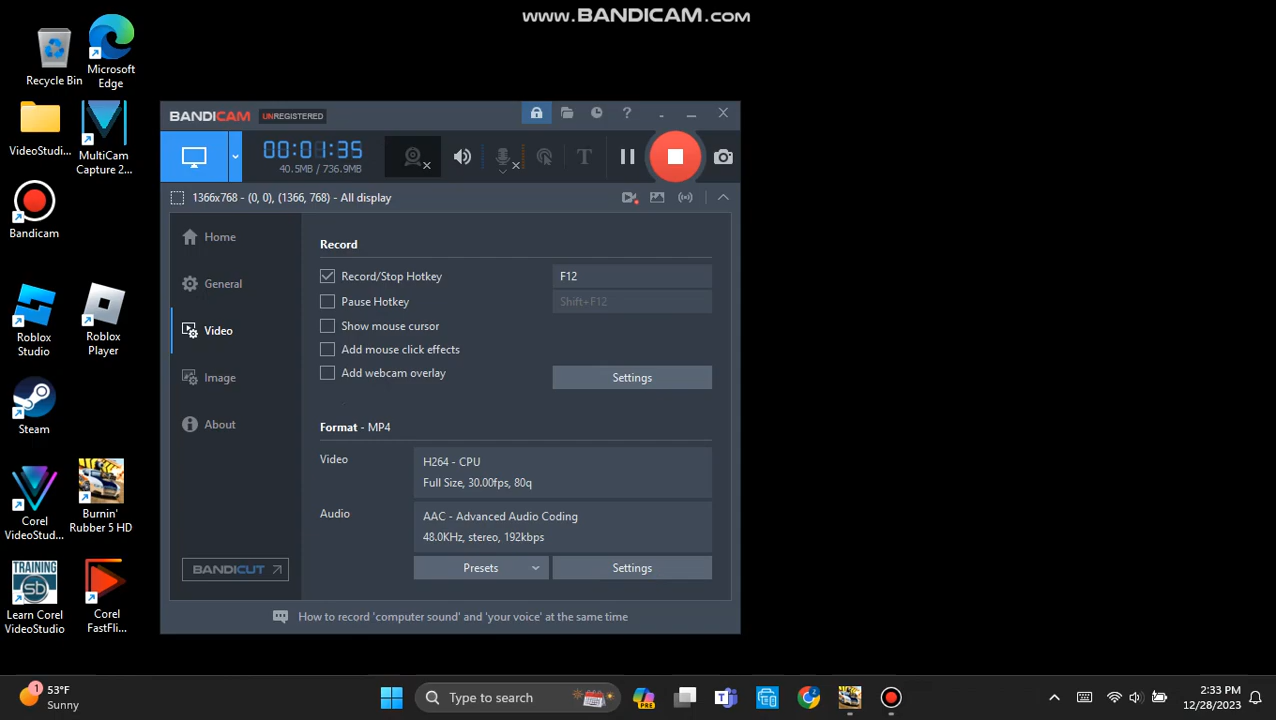 www.BANDICAM.com
Recycle Bin
Microsoft
Edge
VideoStudi...
MultiCam
Capture 2...
Bandicam
Roblox
Studio
Roblox
Player
Steam
Corel
VideoStud...
Burnin'
Rubber 5 HD
TRAINING
sb
Learn Corel
VideoStudio
Corel
FastFli...
BANDICAM UNREGISTERED
?
00:01:35
40.5MB / 736.9MB
T
1366x768 - (0, 0), (1366, 768) - All display
Home
General
Video
Image
About
BANDICUT
Record
Record/Stop Hotkey F12
Pause Hotkey Shift+F12
Show mouse cursor
Add mouse click effects
Add webcam overlay
Settings
Format - MP4
Video
H264 - CPU
Full Size, 30.00fps, 80q
Audio
AAC - Advanced Audio Coding
48.0KHz, stereo, 192kbps
Presets Settings
How to record 'computer sound' and 'your voice' at the same time
1
53°F
Sunny
Type to search
PRE
2:33 PM
12/28/2023